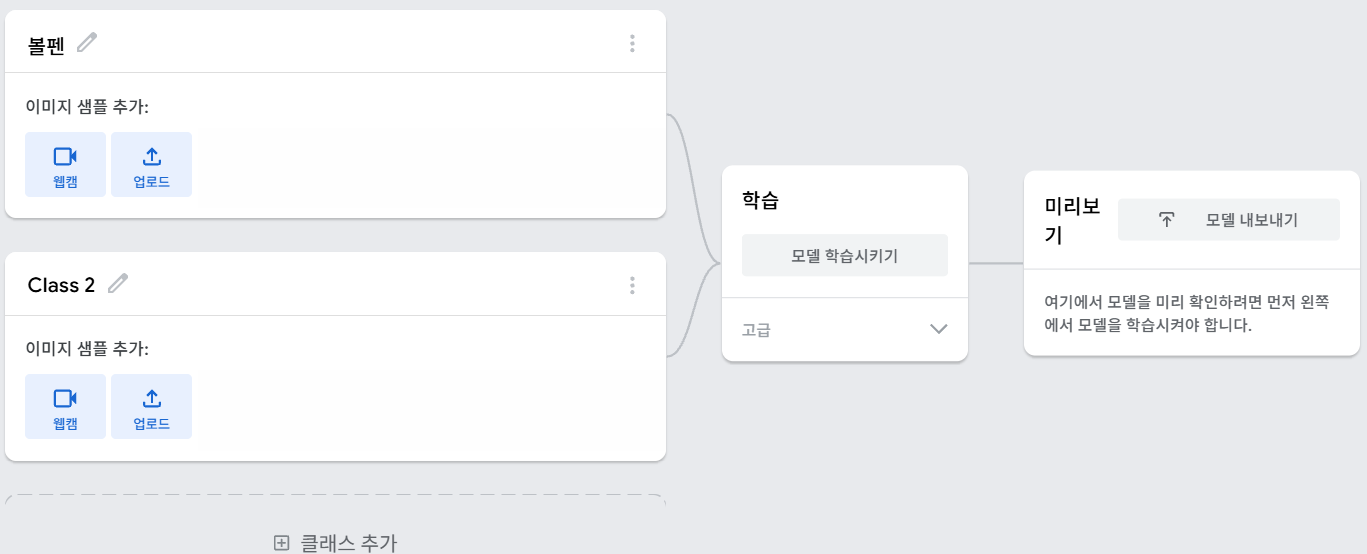 볼펜
이미지 샘플 추가:
웹캠
업로드
Class 2
이미지 샘플 추가:
웹캠
업로드
클래스 추가
학습
모델 학습시키기
고급
미리보
기
모델 내보내기
여기에서 모델을 미리 확인하려면 먼저 왼쪽
에서 모델을 학습시켜야 합니다.